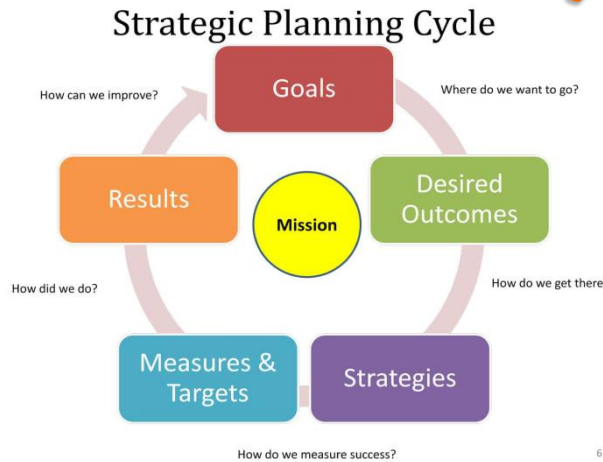 Strategic Planning Cycle
Goals
How can we improve?
Where do we want to go?
Results
Desired
Outcomes
Mission
How did we do?
How do we get there
Measures &
Targets
Strategies
How do we measure success?
6